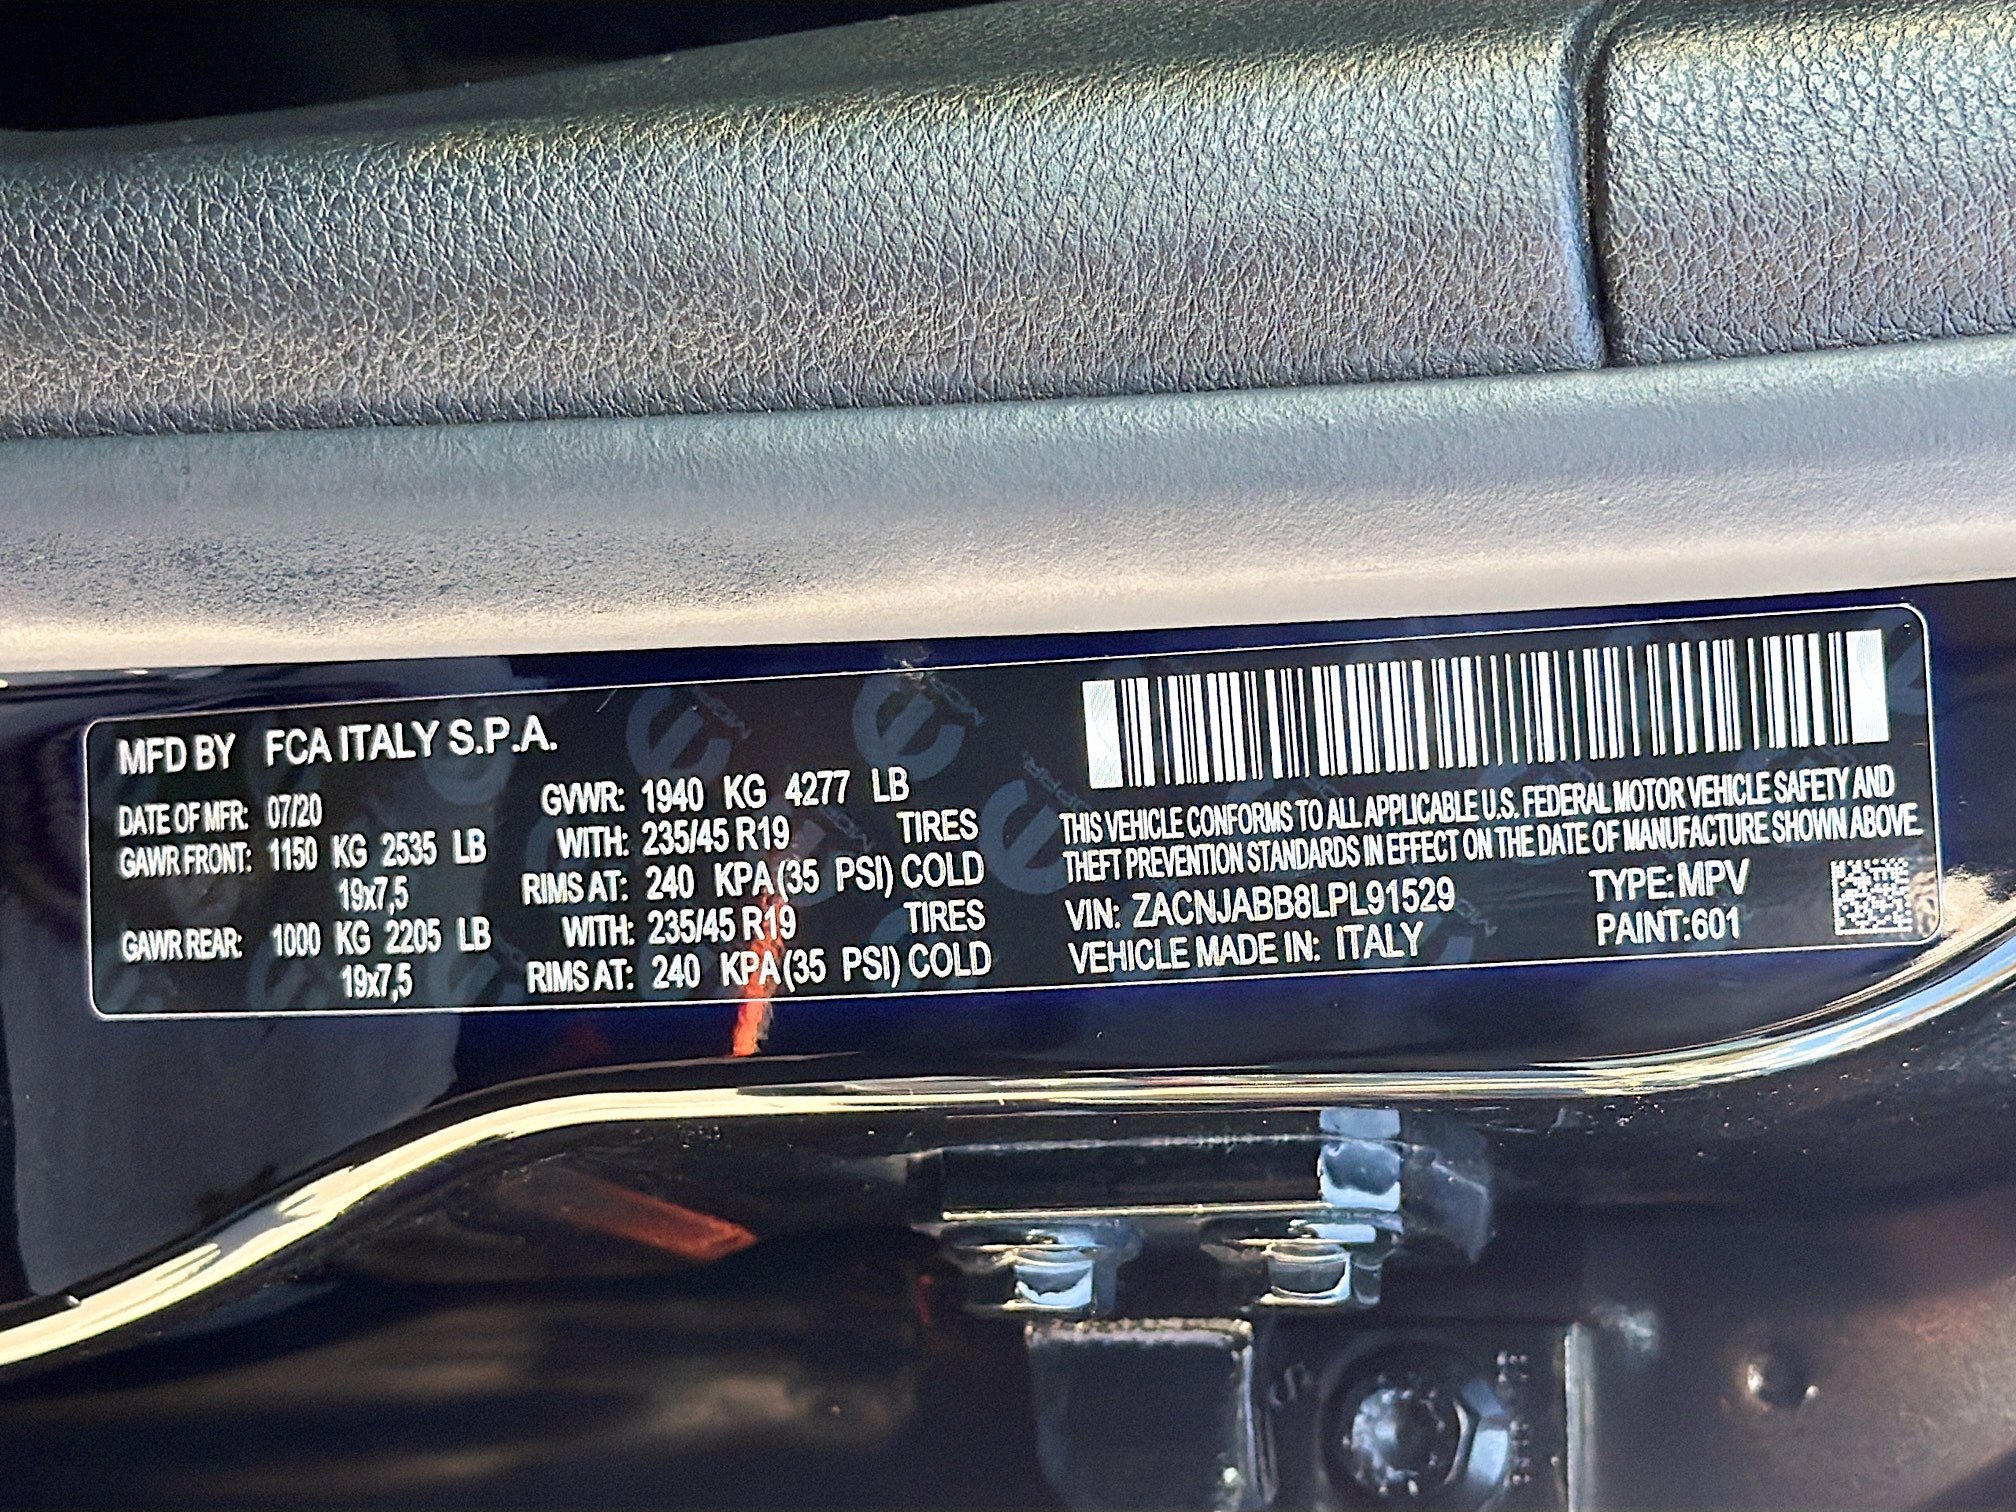 MFD BY FCA ITALY S.P.A.
DATE OF MFR: 07/20 GVWR: 1940 KG 4277 LB
GAWR FRONT: 1150 KG 2535 LB WITH: 235/45 R19 TIRES
19x7,5 RIMS AT: 240 KPA(35 PSI) COLD
GAWR REAR: 1000 KG 2205 LB WITH: 235/45 R19 TIRES
19x7,5 RIMS AT: 240 KPA(35 PSI) COLD
THIS VEHICLE CONFORMS TO ALL APPLICABLE U.S. FEDERAL MOTOR VEHICLE SAFETY AND
THEFT PREVENTION STANDARDS IN EFFECT ON THE DATE OF MANUFACTURE SHOWN ABOVE.
VIN: ZACNJABB8LPL91529 TYPE: MPV
VEHICLE MADE IN: ITALY PAINT:601